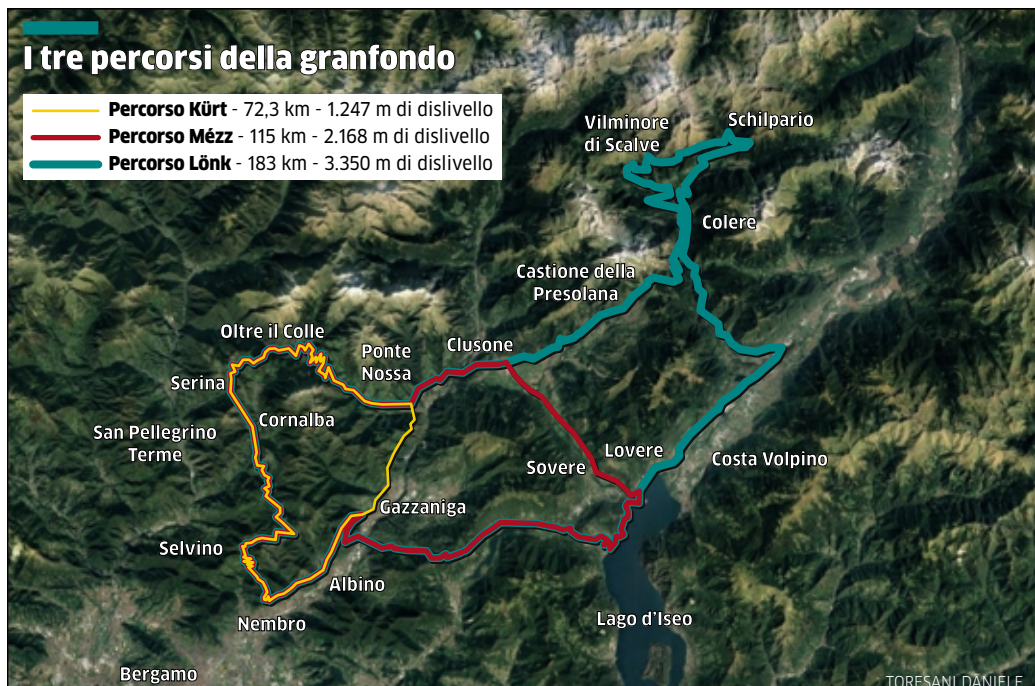 I tre percorsi della granfondo
Percorso Kürt - 72,3 km - 1.247 m di dislivello
Percorso Mézz - 115 km - 2.168 m di dislivello
Percorso Lönk - 183 km - 3.350 m di dislivello
Vilminore
di Scalve
Schilpario
Colere
Castione della
Presolana
Oltre il Colle
Ponte
Nossa
Clusone
Serina
Cornalba
San Pellegrino
Terme
Lovere
Sovere
Costa Volpino
Gazzaniga
Selvino
Albino
Nembro
Lago d'Iseo
Bergamo
TORESANI DANIELE